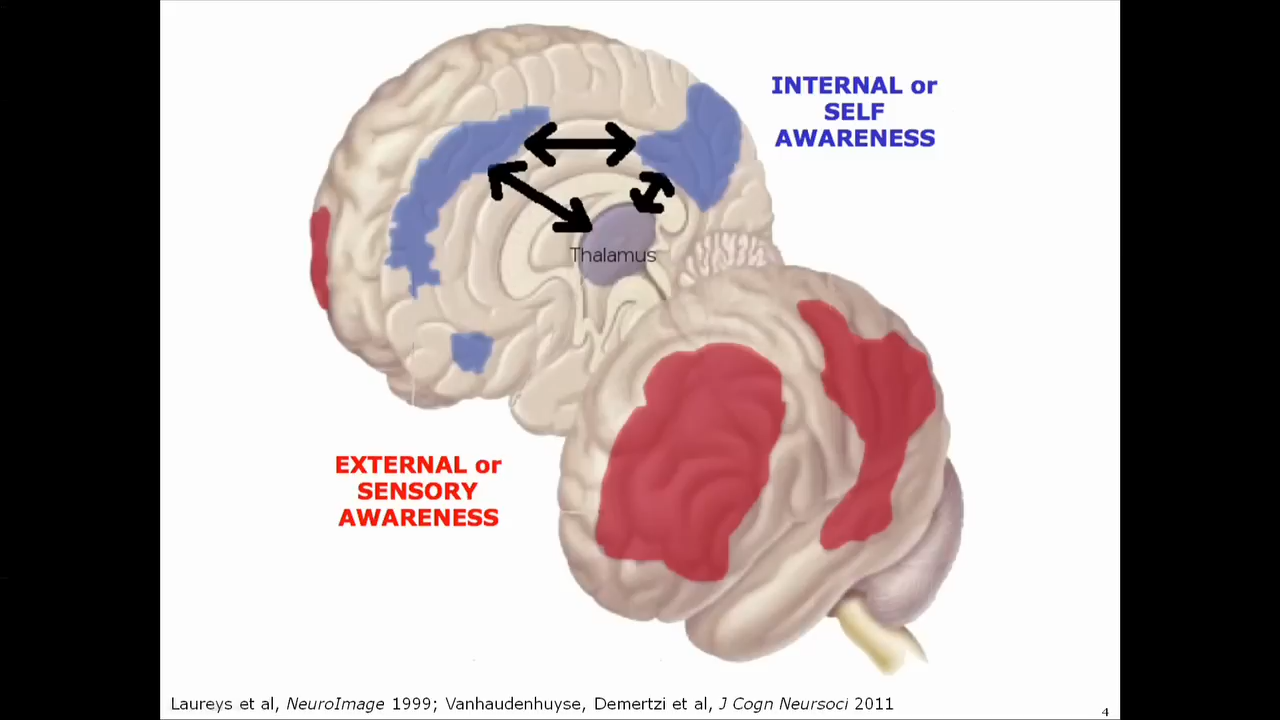 INTERNAL or
SELF
AWARENESS
Thalamus
EXTERNAL or
SENSORY
AWARENESS
Laureys et al, NeuroImage 1999; Vanhaudenhuyse, Demertzi et al, J Cogn Neursoci 2011
4